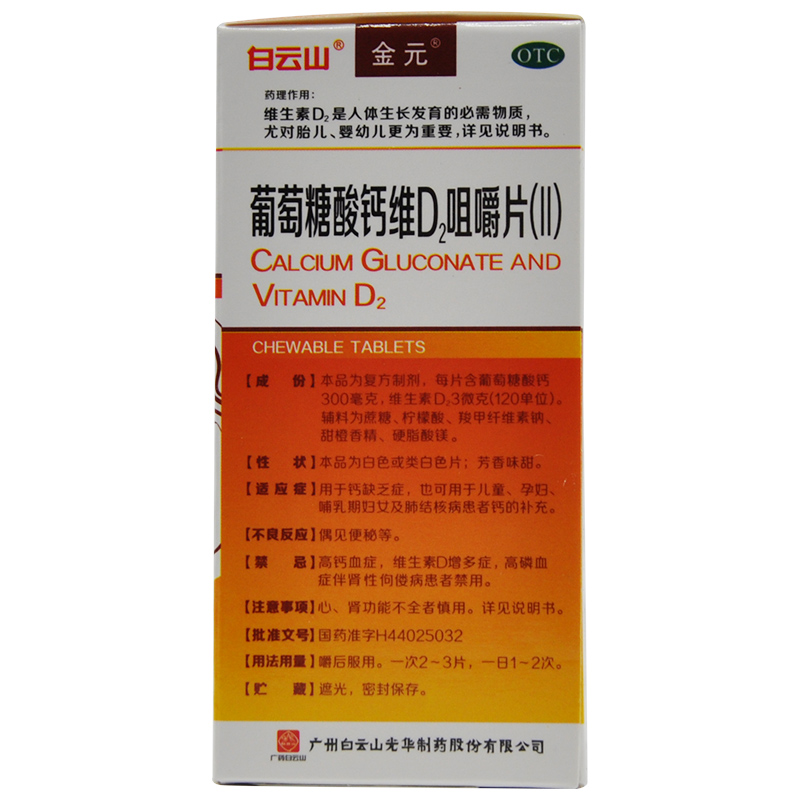 白云山® 金元® OTC
药理作用:
维生素D₂是人体生长发育的必需物质,
尤对胎儿、婴幼儿更为重要,详见说明书。
葡萄糖酸钙维D₂咀嚼片(II)
CALCIUM GLUCONATE AND
VITAMIN D₂
CHEWABLE TABLETS
【成 份】本品为复方制剂,每片含葡萄糖酸钙
300毫克,维生素D₂3微克(120单位)。
辅料为蔗糖、柠檬酸、羧甲纤维素钠、
甜橙香精、硬脂酸镁。
【性 状】本品为白色或类白色片;芳香味甜。
【适应症】用于钙缺乏症,也可用于儿童、孕妇、
哺乳期妇女及肺结核病患者钙的补充。
【不良反应】偶见便秘等。
【禁 忌】高钙血症,维生素D增多症,高磷血
症伴肾性佝偻病患者禁用。
【注意事项】心、肾功能不全者慎用。详见说明书。
【批准文号】国药准字H44025032
【用法用量】嚼后服用。一次2~3片,一日1~2次。
【贮 藏】遮光,密封保存。
广州白云山光华制药股份有限公司
广药白云山